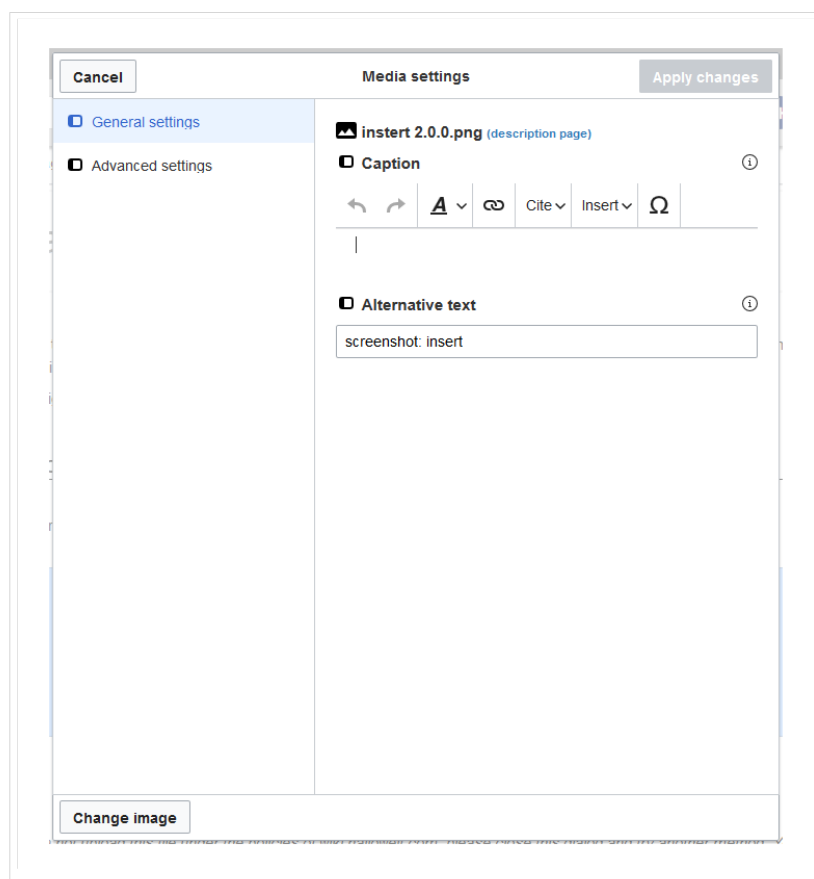 Cancel
Media settings
Apply changes
General settings
Advanced settings
instert 2.0.0.png (description page)
Caption
A
Cite
Insert
Ω
Alternative text
screenshot: insert
Change image